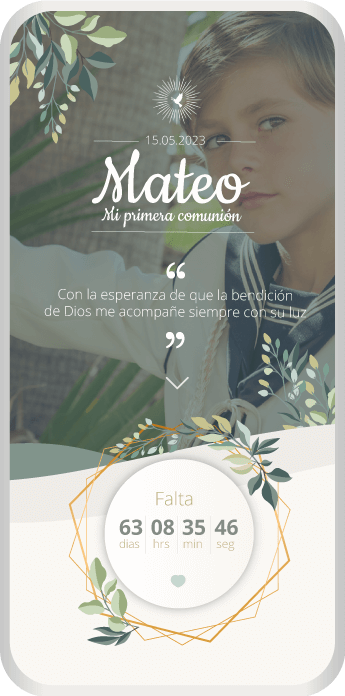 15.05.2023
Mateo
Mi primera comunión
“
Con la esperanza de que la bendición
de Dios me acompañe siempre con su luz
”
Falta
63 08 35 46
dias hrs min seg